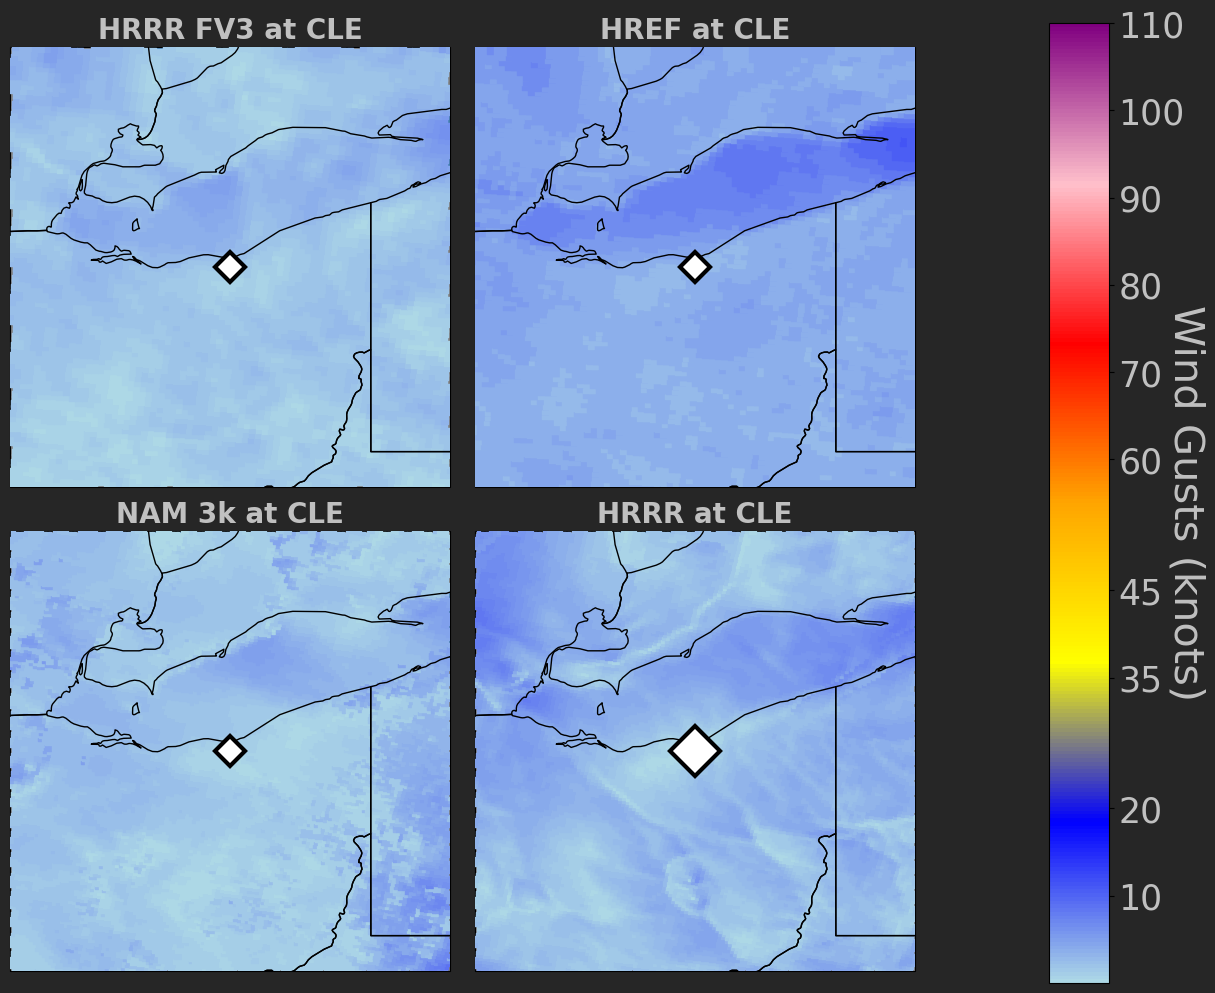 HRRR FV3 at CLE
HREF at CLE
NAM 3k at CLE
HRRR at CLE
110
100
90
80
70
60
45
35
20
10
Wind Gusts (knots)